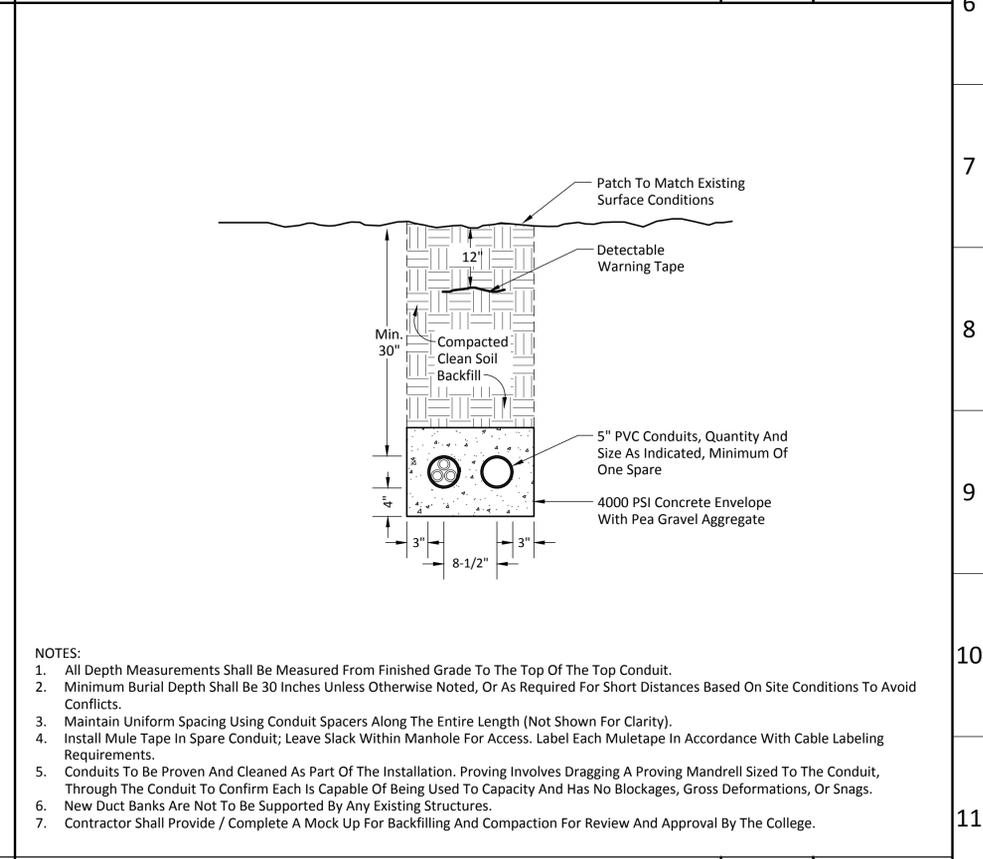 6
Patch To Match Existing
Surface Conditions
7
12"
Detectable
Warning Tape
Min.
30"
8
Compacted
Clean Soil
Backfill
5" PVC Conduits, Quantity And
Size As Indicated, Minimum Of
One Spare
9
4"
4000 PSI Concrete Envelope
With Pea Gravel Aggregate
3"
3"
8-1/2"
NOTES:
10
1. All Depth Measurements Shall Be Measured From Finished Grade To The Top Of The Top Conduit.
2. Minimum Burial Depth Shall Be 30 Inches Unless Otherwise Noted, Or As Required For Short Distances Based On Site Conditions To Avoid
Conflicts.
3. Maintain Uniform Spacing Using Conduit Spacers Along The Entire Length (Not Shown For Clarity).
4. Install Mule Tape In Spare Conduit; Leave Slack Within Manhole For Access. Label Each Muletape In Accordance With Cable Labeling
Requirements.
5. Conduits To Be Proven And Cleaned As Part Of The Installation. Proving Involves Dragging A Proving Mandrell Sized To The Conduit,
Through The Conduit To Confirm Each Is Capable Of Being Used To Capacity And Has No Blockages, Gross Deformations, Or Snags.
6. New Duct Banks Are Not To Be Supported By Any Existing Structures.
7. Contractor Shall Provide / Complete A Mock Up For Backfilling And Compaction For Review And Approval By The College.
11